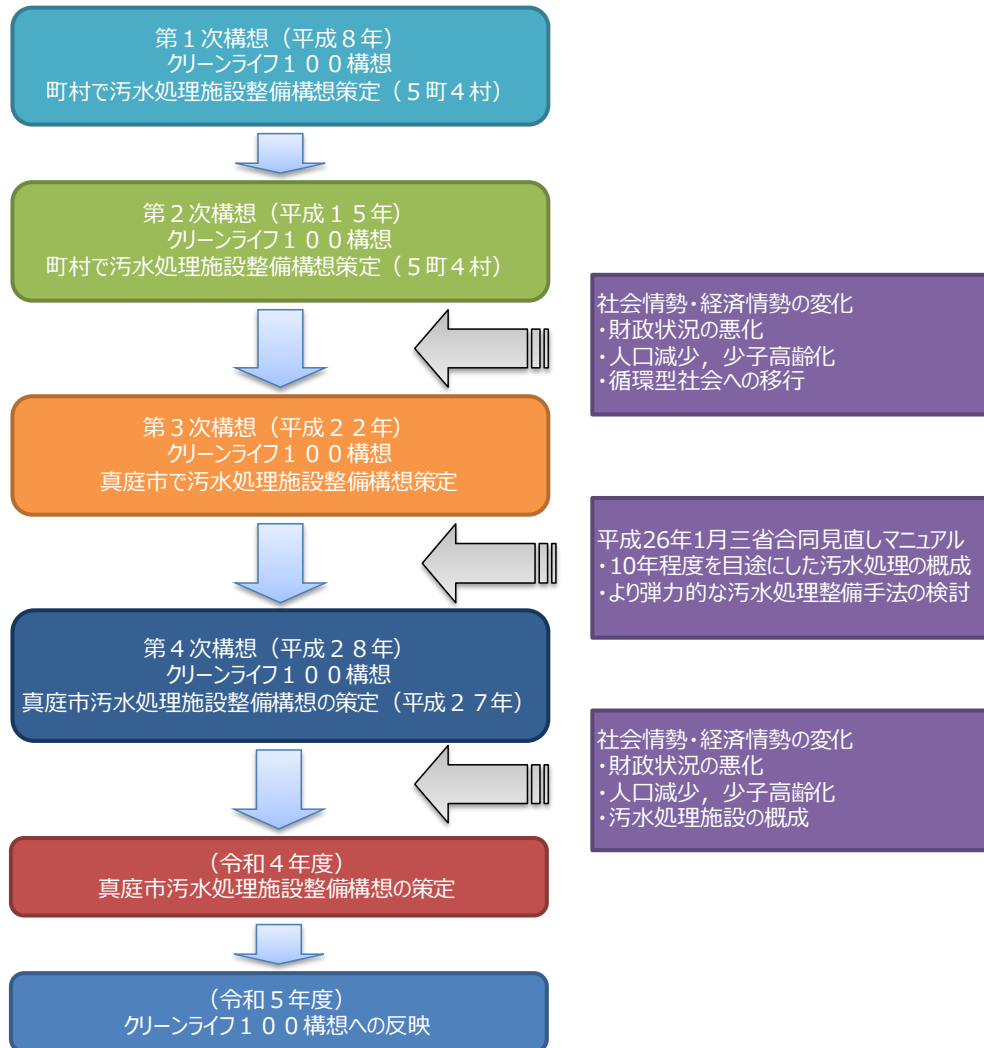 第１次構想（平成８年）
クリーンライフ１００構想
町村で汚水処理施設整備構想策定（５町４村）
第２次構想（平成１５年）
クリーンライフ１００構想
町村で汚水処理施設整備構想策定（５町４村）
社会情勢・経済情勢の変化
・財政状況の悪化
・人口減少，少子高齢化
・循環型社会への移行
第３次構想（平成２２年）
クリーンライフ１００構想
真庭市で汚水処理施設整備構想策定
平成26年1月三省合同見直しマニュアル
・10年程度を目途にした汚水処理の概成
・より弾力的な汚水処理整備手法の検討
第４次構想（平成２８年）
クリーンライフ１００構想
真庭市汚水処理施設整備構想の策定（平成２７年）
社会情勢・経済情勢の変化
・財政状況の悪化
・人口減少，少子高齢化
・汚水処理施設の概成
（令和４年度）
真庭市汚水処理施設整備構想の策定
（令和５年度）
クリーンライフ１００構想への反映